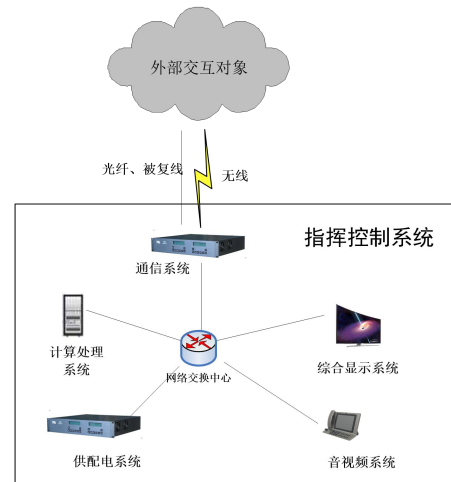 外部交互对象
光纤、被复线
无线
指挥控制系统
通信系统
计算处理
系统
网络交换中心
综合显示系统
供配电系统
音视频系统